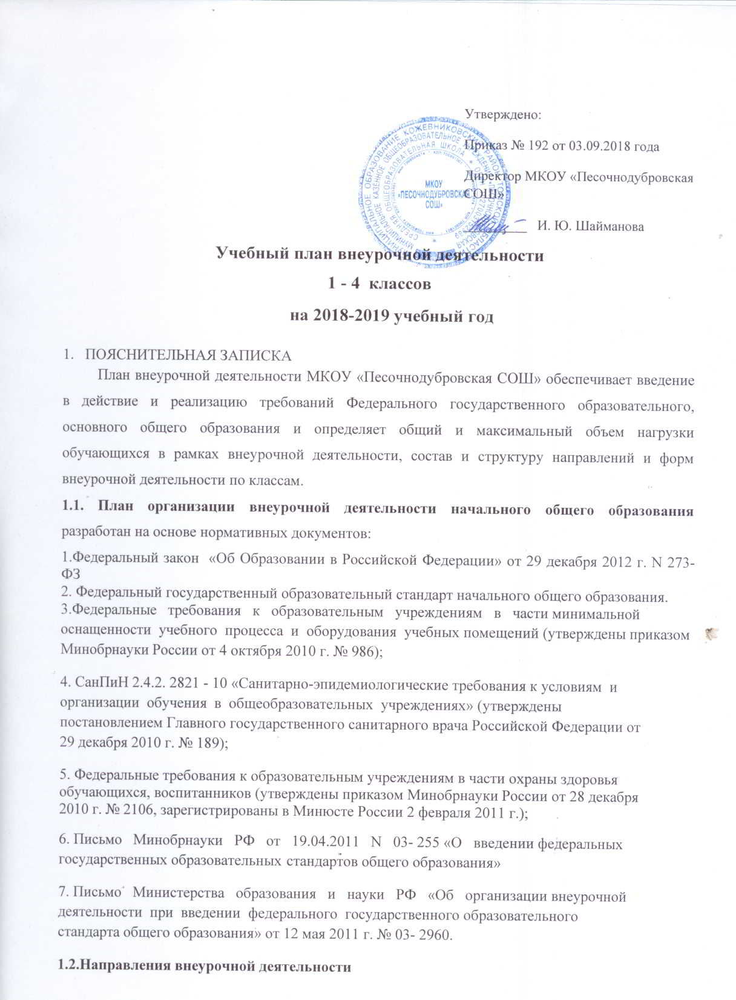 Утверждено:
Приказ № 192 от 03.09.2018 года
Директор МКОУ «Песочнодубровская
СОШ»
И. Ю. Шайманова
МКОУ
«ПЕСОЧНОДУБРОВСКАЯ
СОШ»
Учебный план внеурочной деятельности
1 - 4 классов
на 2018-2019 учебный год
1. ПОЯСНИТЕЛЬНАЯ ЗАПИСКА
План внеурочной деятельности МКОУ «Песочнодубровская СОШ» обеспечивает введение
в действие и реализацию требований Федерального государственного образовательного,
основного общего образования и определяет общий и максимальный объем нагрузки
обучающихся в рамках внеурочной деятельности, состав и структуру направлений и форм
внеурочной деятельности по классам.
1.1. План организации внеурочной деятельности начального общего образования
разработан на основе нормативных документов:
1.Федеральный закон «Об Образовании в Российской Федерации» от 29 декабря 2012 г. N 273-
ФЗ
2. Федеральный государственный образовательный стандарт начального общего образования.
3.Федеральные требования к образовательным учреждениям в части минимальной
оснащенности учебного процесса и оборудования учебных помещений (утверждены приказом
Минобрнауки России от 4 октября 2010 г. № 986);
4. СанПиН 2.4.2. 2821 - 10 «Санитарно-эпидемиологические требования к условиям и
организации обучения в общеобразовательных учреждениях» (утверждены
постановлением Главного государственного санитарного врача Российской Федерации от
29 декабря 2010 г. № 189);
5. Федеральные требования к образовательным учреждениям в части охраны здоровья
обучающихся, воспитанников (утверждены приказом Минобрнауки России от 28 декабря
2010 г. № 2106, зарегистрированы в Минюсте России 2 февраля 2011 г.);
6. Письмо Минобрнауки РФ от 19.04.2011 N 03- 255 «О введении федеральных
государственных образовательных стандартов общего образования»
7. Письмо Министерства образования и науки РФ «Об организации внеурочной
деятельности при введении федерального государственного образовательного
стандарта общего образования» от 12 мая 2011 г. № 03- 2960.
1.2.Направления внеурочной деятельности